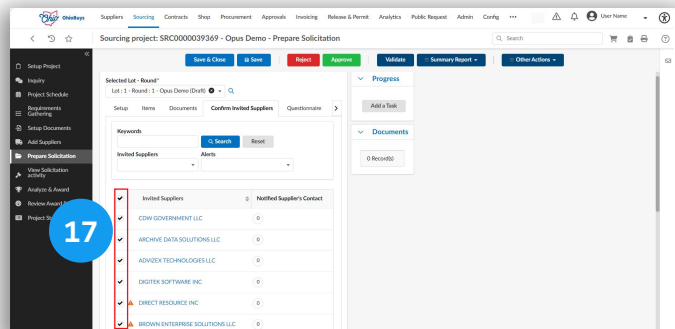 Ohio OhioBuys Suppliers Sourcing Contracts Shop Procurement Approvals Invoicing Release & Permit Analytics Public Request Admin Config ••• User Name
Sourcing project: SRC0000039369 - Opus Demo - Prepare Solicitation Search
Save & Close Save Reject Approve Validate Summary Report Other Actions
Setup Project
Inquiry
Project Schedule
Requirements Gathering
Setup Documents
Add Suppliers
Prepare Solicitation
View Solicitation activity
Analyze & Award
Review Award
Project St
17
Selected Lot - Round*
Lot : 1 - Round : 1 - Opus Demo (Draft)
Setup Items Documents Confirm Invited Suppliers Questionnaire
Keywords
Search Reset
Invited Suppliers Alerts
Invited Suppliers Notified Supplier's Contact
CDW GOVERNMENT LLC 0
ARCHIVE DATA SOLUTIONS LLC 0
ADVIZEX TECHNOLOGIES LLC 0
DIGITEK SOFTWARE INC 0
DIRECT RESOURCE INC 0
BROWN ENTERPRISE SOLUTIONS LLC 0
Progress
Add a Task
Documents
0 Record(s)